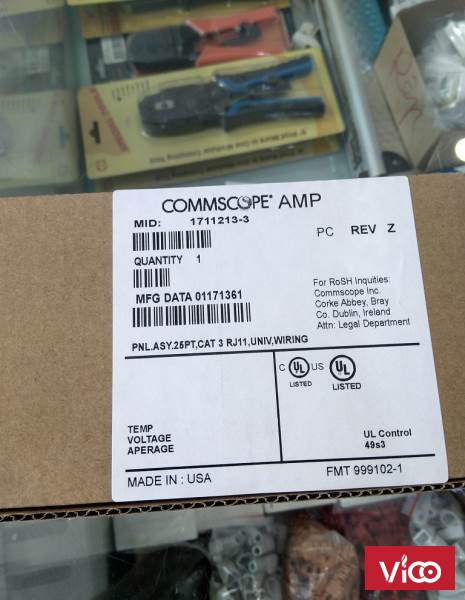 COMMSCOPE® AMP
MID: 1711213-3
PC REV Z
QUANTITY 1
MFG DATA 01171361
For RoSH Inquities:
Commscope Inc.
Corke Abbey, Bray
Co. Dublin, Ireland
Attn: Legal Department
PNL.ASY.25PT,CAT 3 RJ11,UNIV,WIRING
C UL US
LISTED
UL
LISTED
TEMP
VOLTAGE
APERAGE
UL Control
49s3
MADE IN : USA
FMT 999102-1
Vico